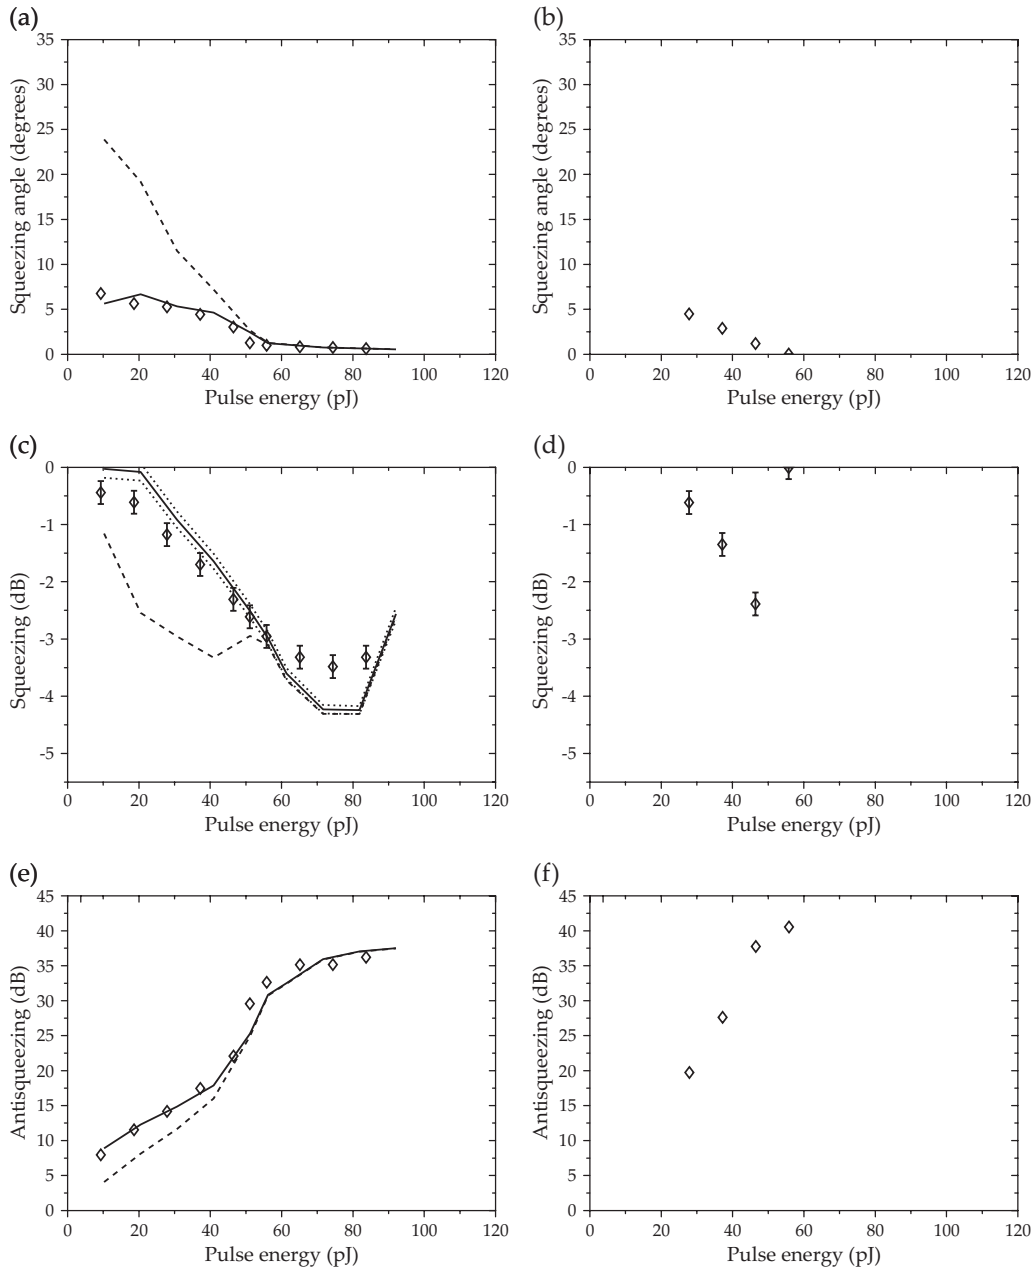 (a)
35
30
25
20
15
10
5
0
Squeezing angle (degrees)
0 20 40 60 80 100 120
Pulse energy (pJ)
(b)
35
30
25
20
15
10
5
0
Squeezing angle (degrees)
0 20 40 60 80 100 120
Pulse energy (pJ)
(c)
0
-1
-2
-3
-4
-5
Squeezing (dB)
0 20 40 60 80 100 120
Pulse energy (pJ)
(d)
0
-1
-2
-3
-4
-5
Squeezing (dB)
0 20 40 60 80 100 120
Pulse energy (pJ)
(e)
45
40
35
30
25
20
15
10
5
0
Antisqueezing (dB)
0 20 40 60 80 100 120
Pulse energy (pJ)
(f)
45
40
35
30
25
20
15
10
5
0
Antisqueezing (dB)
0 20 40 60 80 100 120
Pulse energy (pJ)